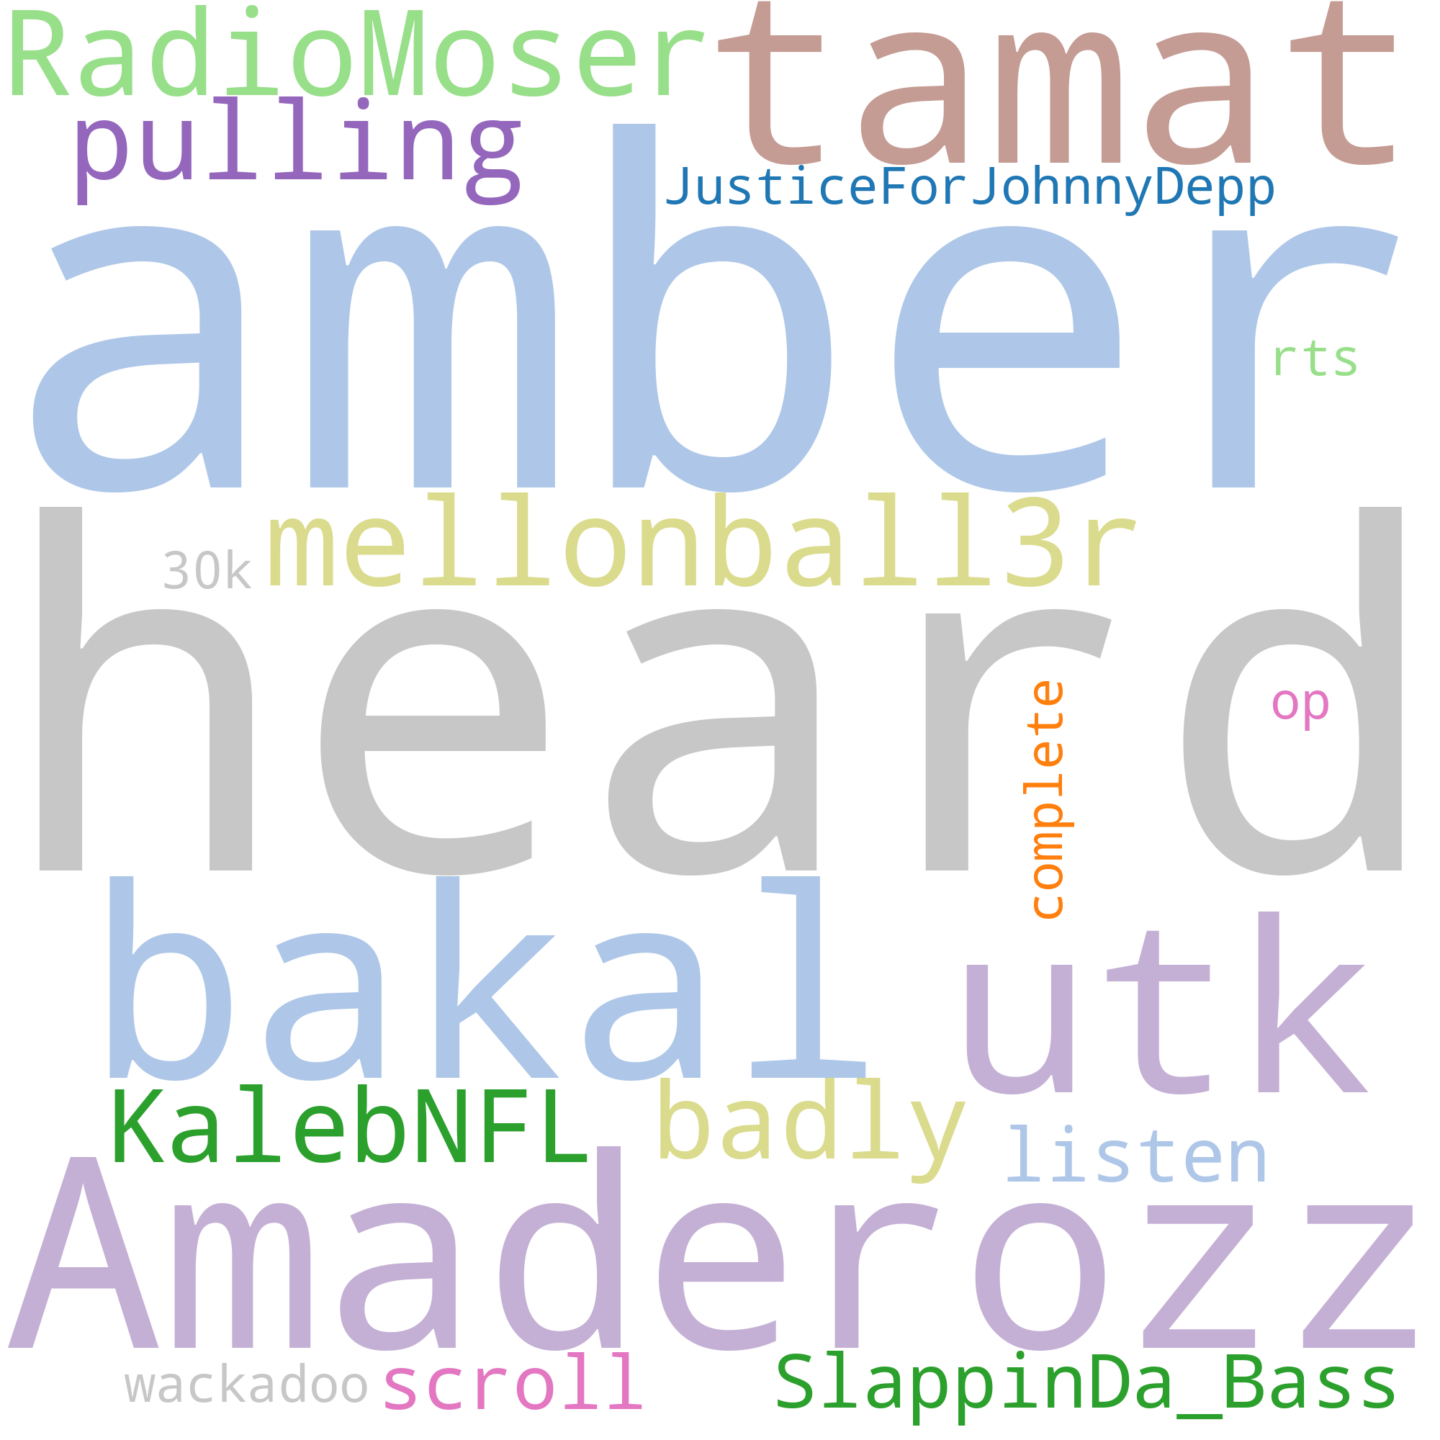 RadioMoser
tamat
pulling
JusticeForJohnnyDepp
amber
rts
mellonball3r
30k
heard
complete
op
bakal
utk
KalebNFL
badly
listen
Amaderozz
wackadoo
scroll
SlappinDa_Bass